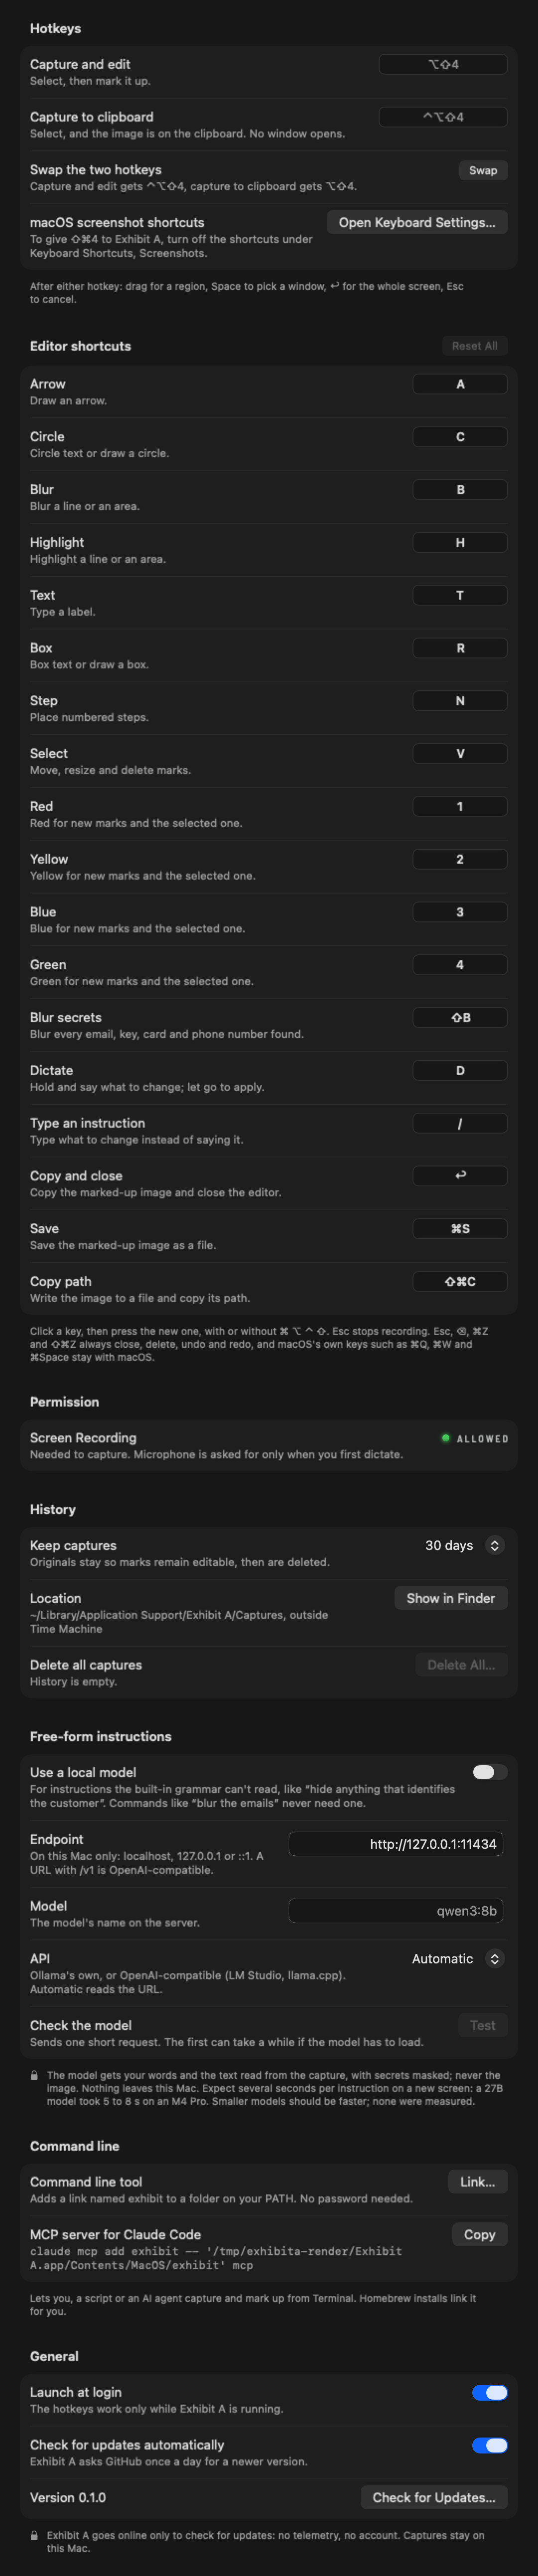 Hotkeys
Capture and edit
⌥⇧4
Select, then mark it up.
Capture to clipboard
⌃⌥⇧4
Select, and the image is on the clipboard. No window opens.
Swap the two hotkeys
Swap
Capture and edit gets ⌃⌥⇧4, capture to clipboard gets ⌥⇧4.
macOS screenshot shortcuts
Open Keyboard Settings...
To give ⇧⌘4 to Exhibit A, turn off the shortcuts under
Keyboard Shortcuts, Screenshots.
After either hotkey: drag for a region, Space to pick a window, ↩ for the whole screen, Esc
to cancel.
Editor shortcuts
Reset All
Arrow
A
Draw an arrow.
Circle
C
Circle text or draw a circle.
Blur
B
Blur a line or an area.
Highlight
H
Highlight a line or an area.
Text
T
Type a label.
Box
R
Box text or draw a box.
Step
N
Place numbered steps.
Select
V
Move, resize and delete marks.
Red
1
Red for new marks and the selected one.
Yellow
2
Yellow for new marks and the selected one.
Blue
3
Blue for new marks and the selected one.
Green
4
Green for new marks and the selected one.
Blur secrets
⇧B
Blur every email, key, card and phone number found.
Dictate
D
Hold and say what to change; let go to apply.
Type an instruction
/
Type what to change instead of saying it.
Copy and close
↩
Copy the marked-up image and close the editor.
Save
⌘S
Save the marked-up image as a file.
Copy path
⇧⌘C
Write the image to a file and copy its path.
Click a key, then press the new one, with or without ⌘ ⌥ ⌃ ⇧. Esc stops recording. Esc, ⌫, ⌘Z
and ⇧⌘Z always close, delete, undo and redo, and macOS's own keys such as ⌘Q, ⌘W and
⌘Space stay with macOS.
Permission
Screen Recording
ALLOWED
Needed to capture. Microphone is asked for only when you first dictate.
History
Keep captures
30 days
Originals stay so marks remain editable, then are deleted.
Location
Show in Finder
~/Library/Application Support/Exhibit A/Captures, outside
Time Machine
Delete all captures
Delete All...
History is empty.
Free-form instructions
Use a local model
For instructions the built-in grammar can't read, like “hide anything that identifies
the customer”. Commands like “blur the emails” never need one.
Endpoint
http://127.0.0.1:11434
On this Mac only: localhost, 127.0.0.1 or ::1. A
URL with /v1 is OpenAI-compatible.
Model
qwen3:8b
The model's name on the server.
API
Automatic
Ollama's own, or OpenAI-compatible (LM Studio, llama.cpp).
Automatic reads the URL.
Check the model
Test
Sends one short request. The first can take a while if the model has to load.
The model gets your words and the text read from the capture, with secrets masked; never the
image. Nothing leaves this Mac. Expect several seconds per instruction on a new screen: a 27B
model took 5 to 8 s on an M4 Pro. Smaller models should be faster; none were measured.
Command line
Command line tool
Link...
Adds a link named exhibit to a folder on your PATH. No password needed.
MCP server for Claude Code
Copy
claude mcp add exhibit -- '/tmp/exhibita-render/Exhibit
A.app/Contents/MacOS/exhibit' mcp
Lets you, a script or an AI agent capture and mark up from Terminal. Homebrew installs link it
for you.
General
Launch at login
The hotkeys work only while Exhibit A is running.
Check for updates automatically
Exhibit A asks GitHub once a day for a newer version.
Version 0.1.0
Check for Updates...
Exhibit A goes online only to check for updates: no telemetry, no account. Captures stay on
this Mac.